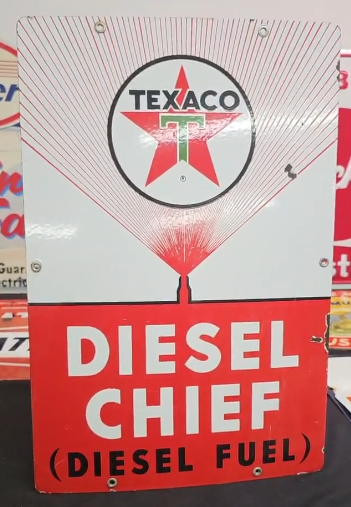 TEXACO
T
®
DIESEL
CHIEF
(DIESEL FUEL)